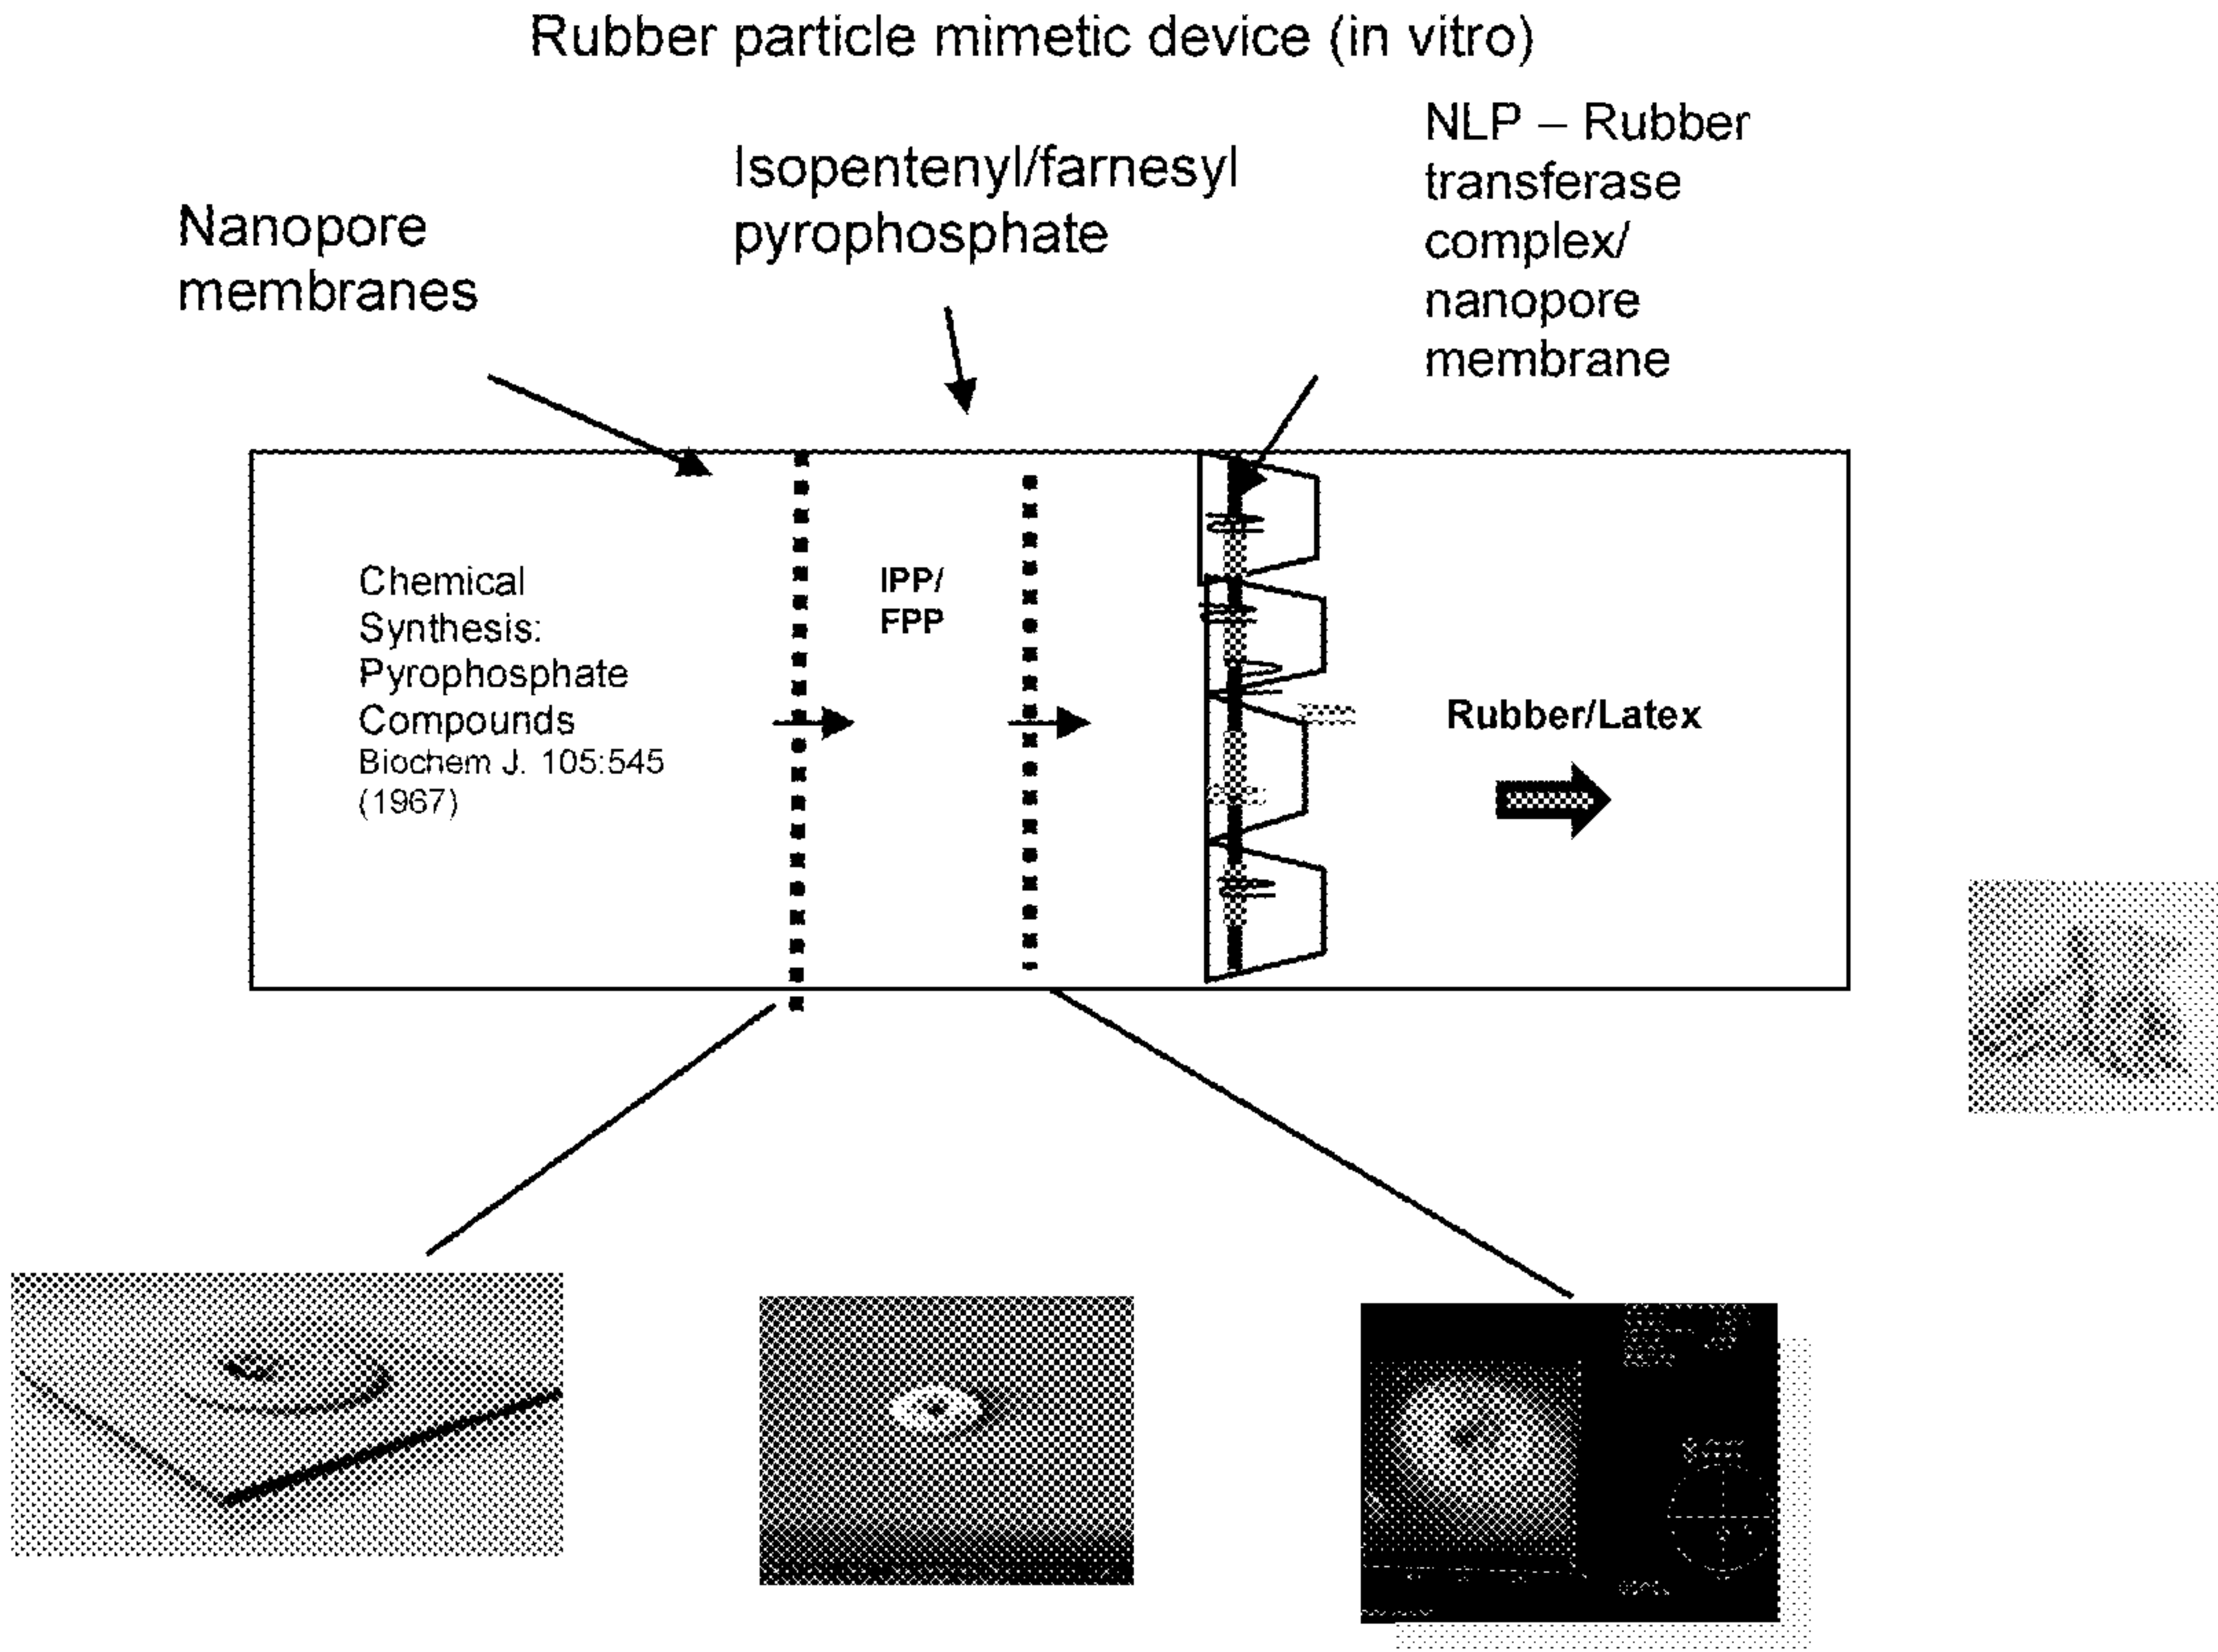 Rubber particle mimetic device (in vitro)
NLP – Rubber
transferase
complex/
nanopore
membrane
Isopentenyl/farnesyl
pyrophosphate
Nanopore
membranes
Chemical
Synthesis:
Pyrophosphate
Compounds
Biochem J. 105:545
(1967)
IPP/
FPP
Rubber/Latex